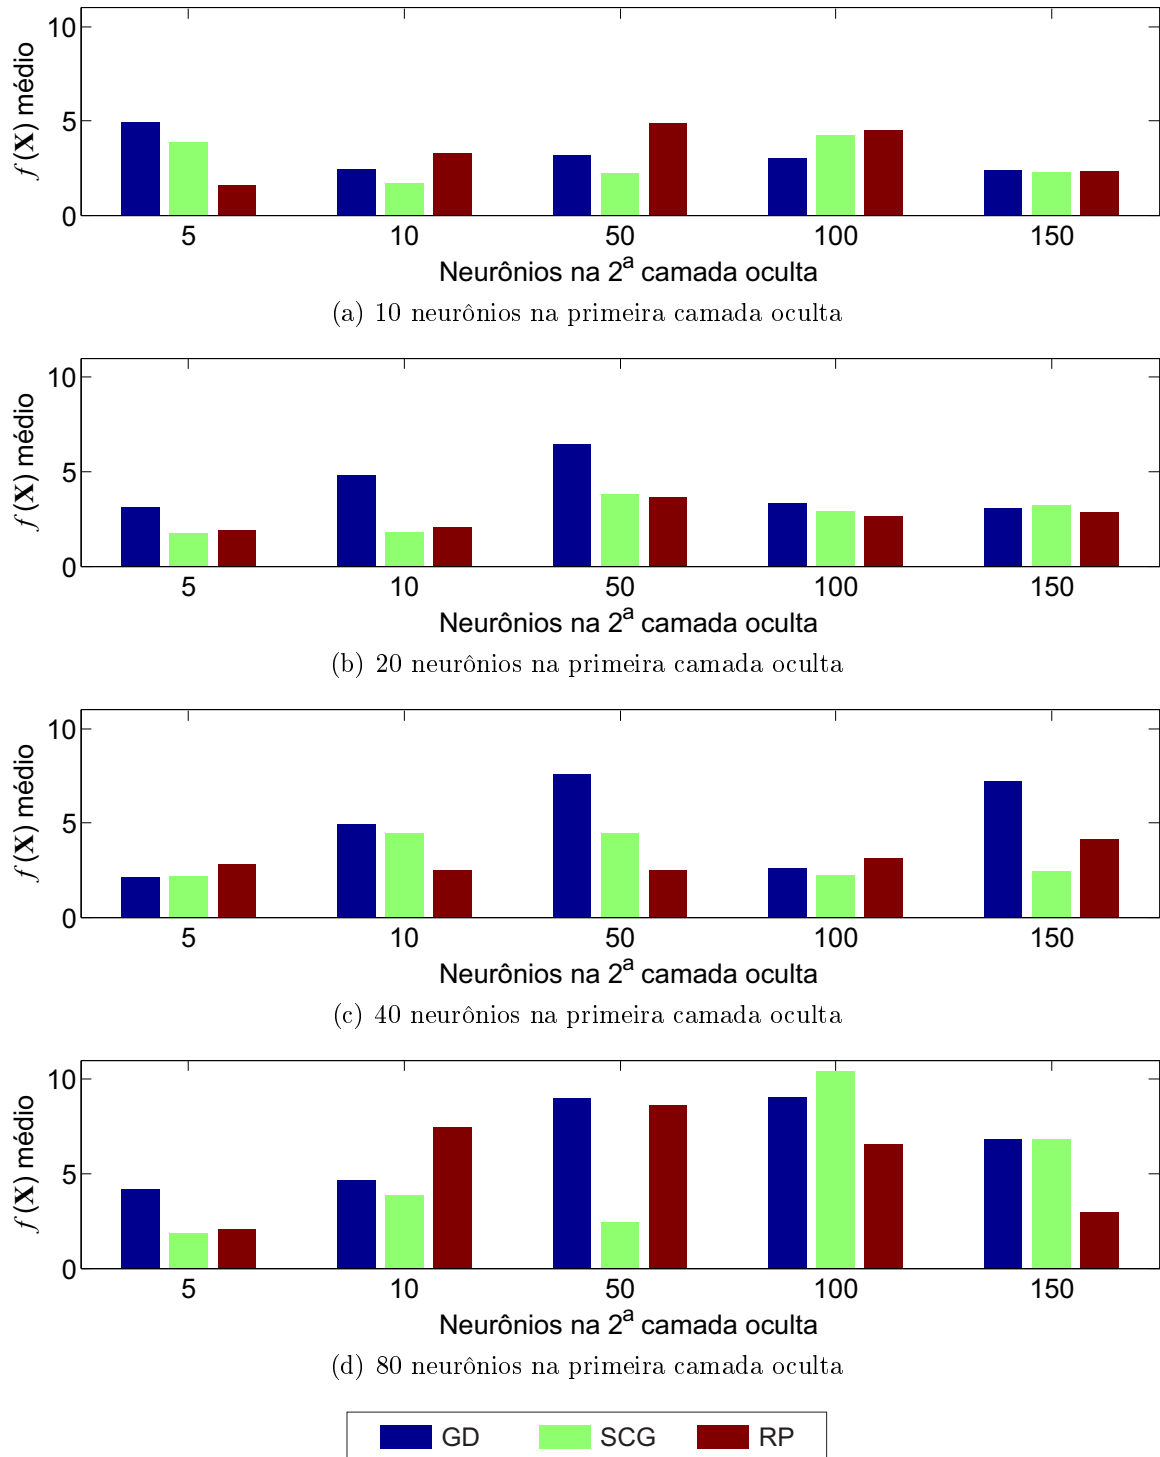 10
5
0
f(X) médio
5 10 50 100 150
Neurônios na 2ª camada oculta
(a) 10 neurônios na primeira camada oculta
10
5
0
f(X) médio
5 10 50 100 150
Neurônios na 2ª camada oculta
(b) 20 neurônios na primeira camada oculta
10
5
0
f(X) médio
5 10 50 100 150
Neurônios na 2ª camada oculta
(c) 40 neurônios na primeira camada oculta
10
5
0
f(X) médio
5 10 50 100 150
Neurônios na 2ª camada oculta
(d) 80 neurônios na primeira camada oculta
GD SCG RP